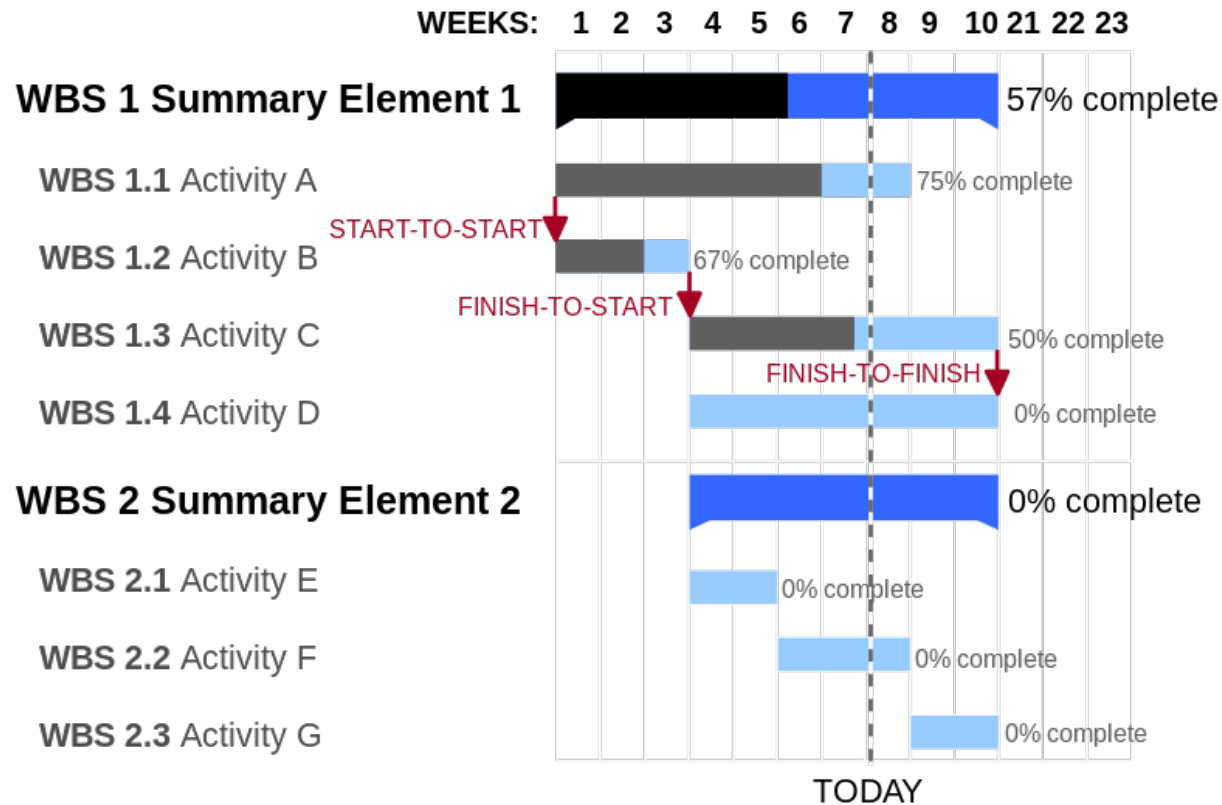 WEEKS: 1 2 3 4 5 6 7 8 9 10 21 22 23
WBS 1 Summary Element 1 57% complete
WBS 1.1 Activity A 75% complete
START-TO-START
WBS 1.2 Activity B 67% complete
FINISH-TO-START
WBS 1.3 Activity C 50% complete
FINISH-TO-FINISH
WBS 1.4 Activity D 0% complete
WBS 2 Summary Element 2 0% complete
WBS 2.1 Activity E 0% complete
WBS 2.2 Activity F 0% complete
WBS 2.3 Activity G 0% complete
TODAY